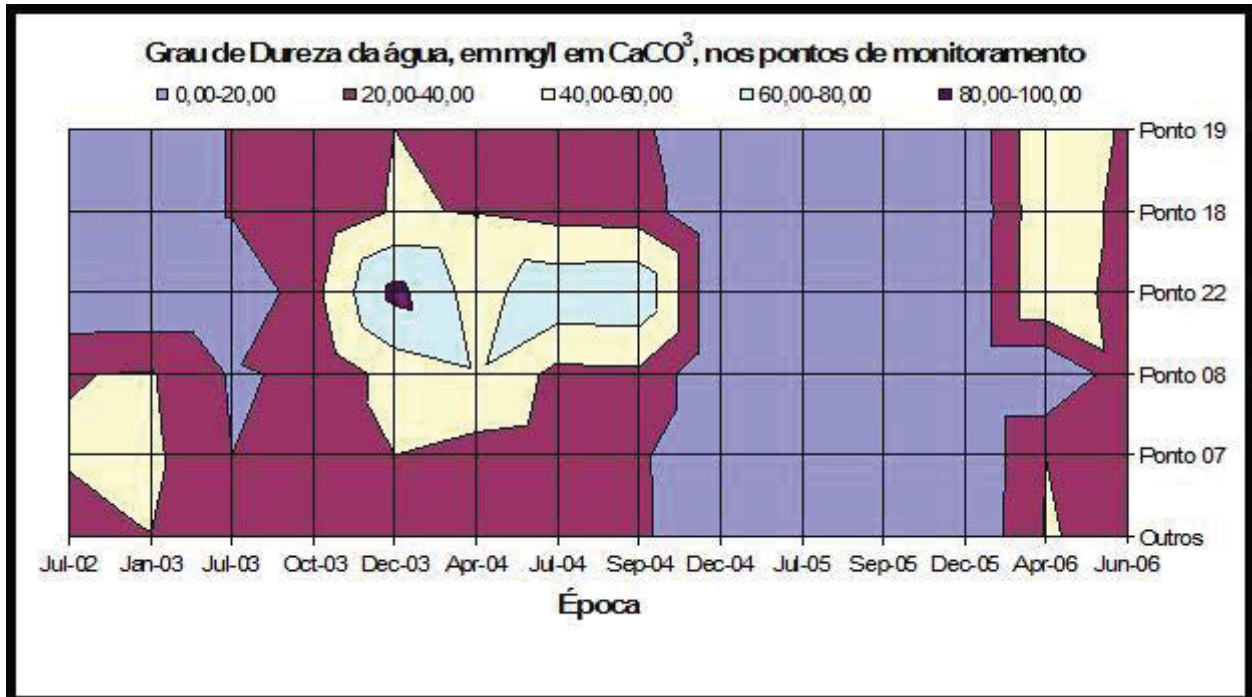 Grau de Dureza da água, em mg/l em CaCO³, nos pontos de monitoramento
0,00-20,00 20,00-40,00 40,00-60,00 60,00-80,00 80,00-100,00
Ponto 19
Ponto 18
Ponto 22
Ponto 08
Ponto 07
Outros
Jul-02 Jan-03 Jul-03 Oct-03 Dec-03 Apr-04 Jul-04 Sep-04 Dec-04 Jul-05 Sep-05 Dec-05 Apr-06 Jun-06
Época